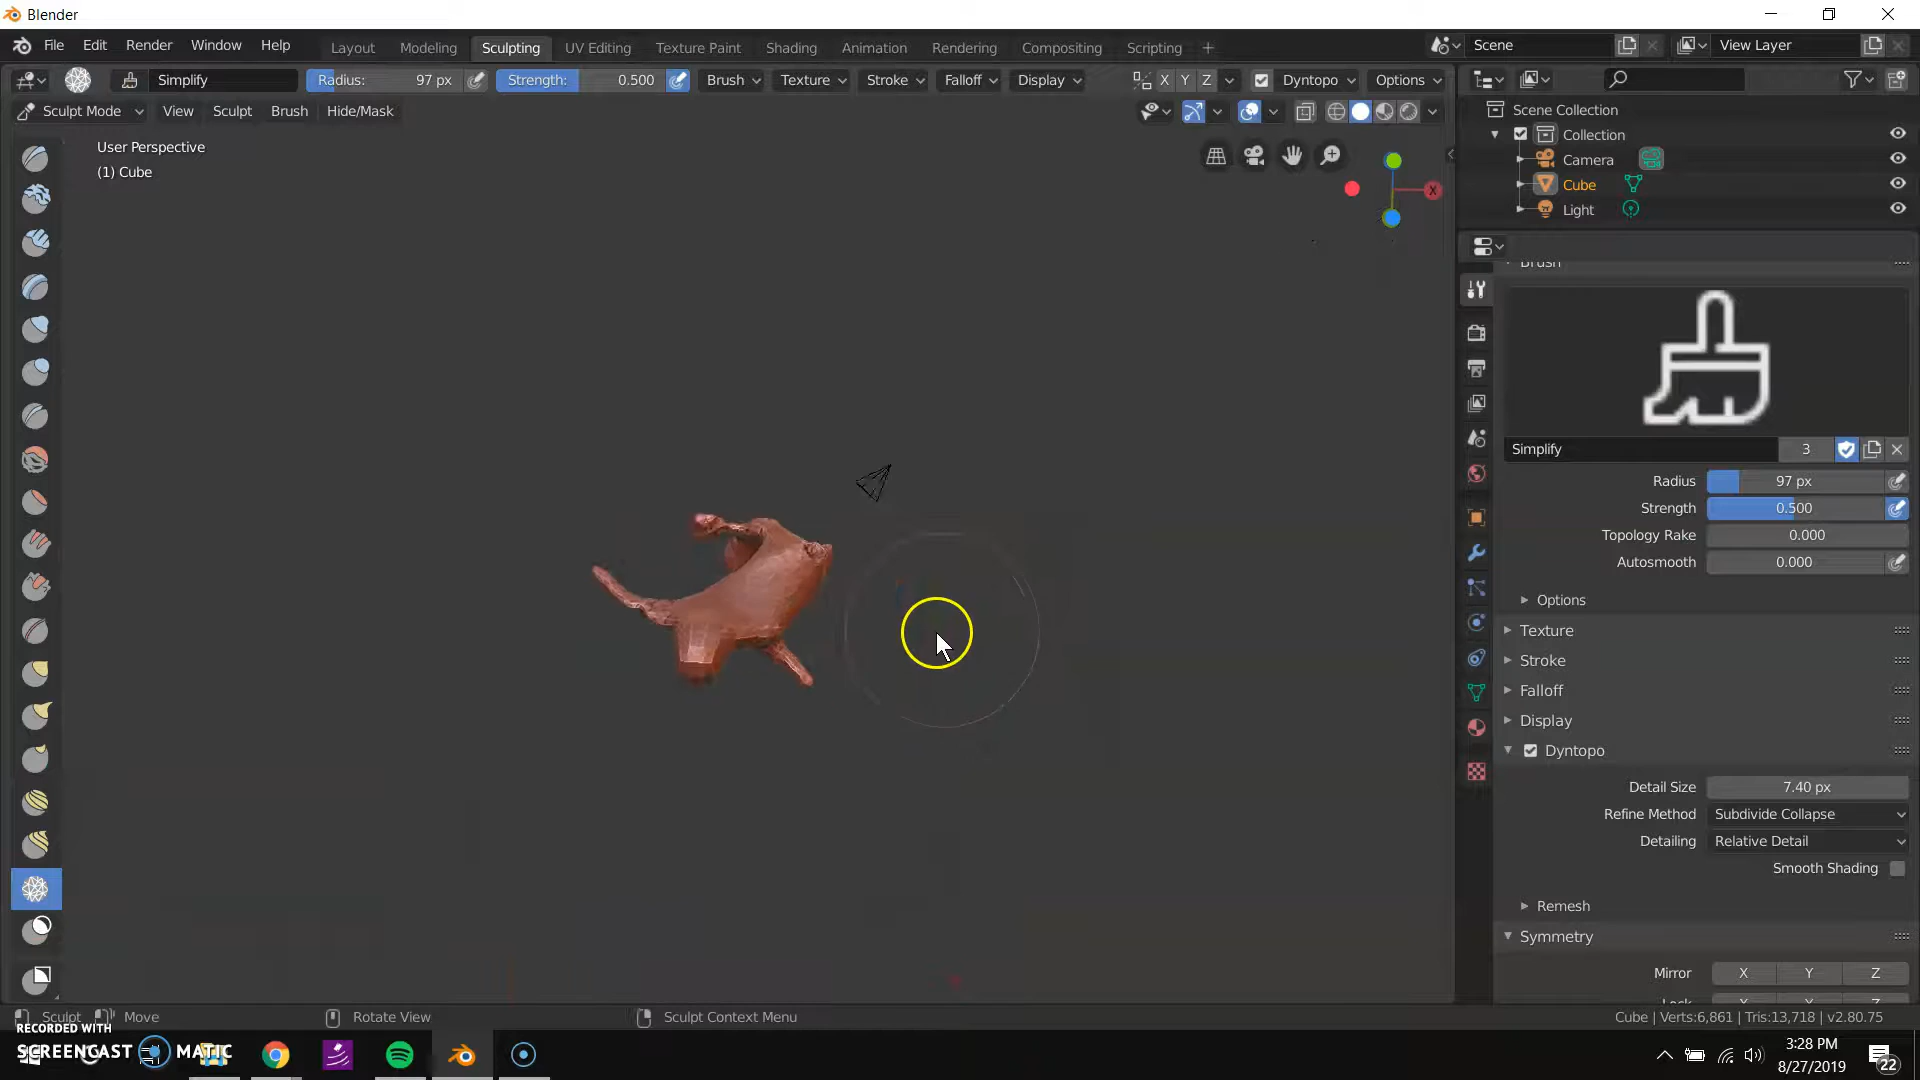 Blender
File Edit Render Window Help Layout Modeling Sculpting UV Editing Texture Paint Shading Animation Rendering Compositing Scripting + Scene View Layer
Simplify Radius: 97 px Strength: 0.500 Brush Texture Stroke Falloff Display X Y Z Dyntopo Options
Sculpt Mode View Sculpt Brush Hide/Mask
User Perspective
(1) Cube
X
Scene Collection
Collection
Camera
Cube
Light
Brush
Simplify 3
Radius 97 px
Strength 0.500
Topology Rake 0.000
Autosmooth 0.000
Options
Texture
Stroke
Falloff
Display
Dyntopo
Detail Size 7.40 px
Refine Method Subdivide Collapse
Detailing Relative Detail
Smooth Shading
Remesh
Symmetry
Mirror X Y Z
Lock X Y Z
Sculpt Move Rotate View Sculpt Context Menu Cube | Verts:6,861 | Tris:13,718 | v2.80.75
RECORDED WITH
SCREENCAST MATIC
3:28 PM
8/27/2019
22